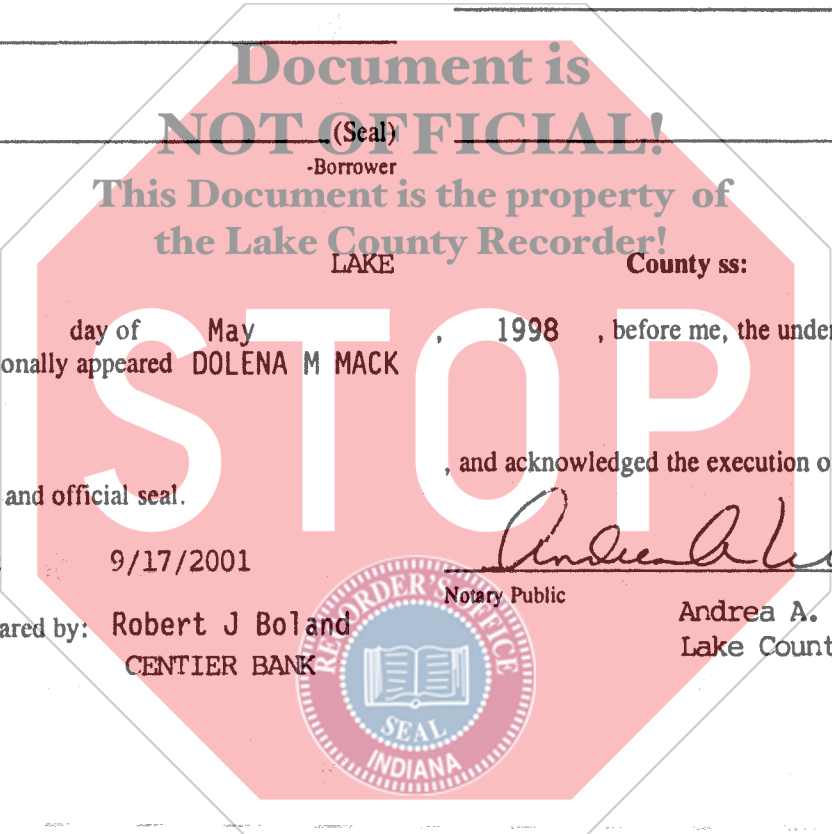 Document is
NOT OFFICIAL!
(Seal)
-Borrower
This Document is the property of
the Lake County Recorder!
LAKE County ss:
day of May , 1998 , before me, the under
onally appeared DOLENA M MACK
STOP
, and acknowledged the execution o
and official seal.
9/17/2001
Andrea A.
Notary Public
ared by: Robert J Boland
Andrea A.
CENTIER BANK
Lake Count
RECORDER'S OFFICE
SEAL
INDIANA